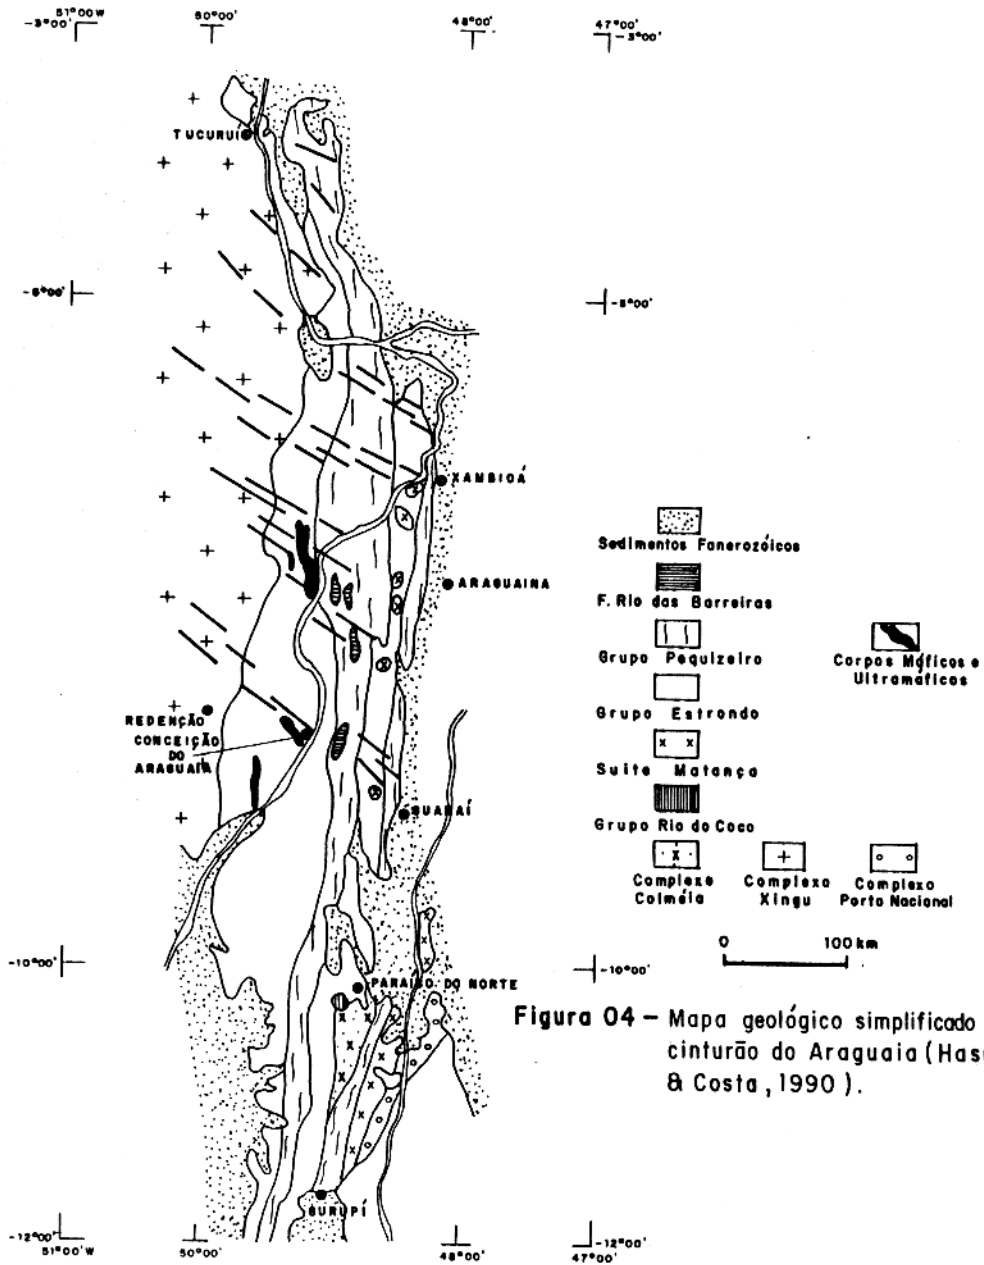 51°00'W
-3°00'
50°00'
48°00'
47°00'
-3°00'
TUCURUÍ
-5°00'
-5°00'
XAMBIOÁ
ARAGUAINA
REDENÇÃO
CONCEIÇÃO
DO
ARAGUAIA
GUARAÍ
-10°00'
-10°00'
PARAÍSO DO NORTE
GURUPÍ
-12°00'
51°00'W
50°00'
48°00'
-12°00'
47°00'
Sedimentos Fanerozóicos
F. Rio das Barreiras
Grupo Pequizeiro
Corpos Máficos e
Ultramáficos
Grupo Estrondo
Suite Matança
Grupo Rio do Coco
Complexo
Colméia
Complexo
Xingu
Complexo
Porto Nacional
0 100 km
Figura 04 - Mapa geológico simplificado
cinturão do Araguaia (Has
& Costa, 1990).